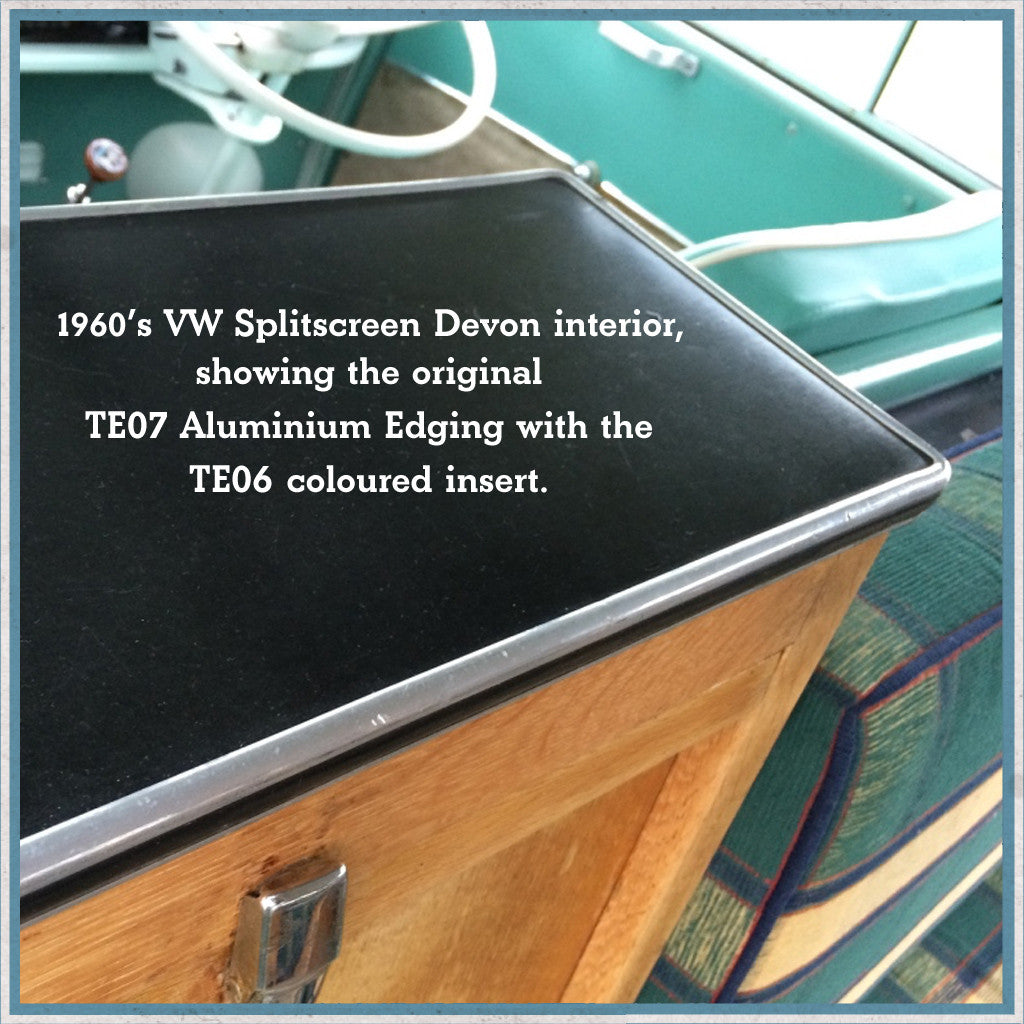 1960’s VW Splitscreen Devon interior,
showing the original
TE07 Aluminium Edging with the
TE06 coloured insert.